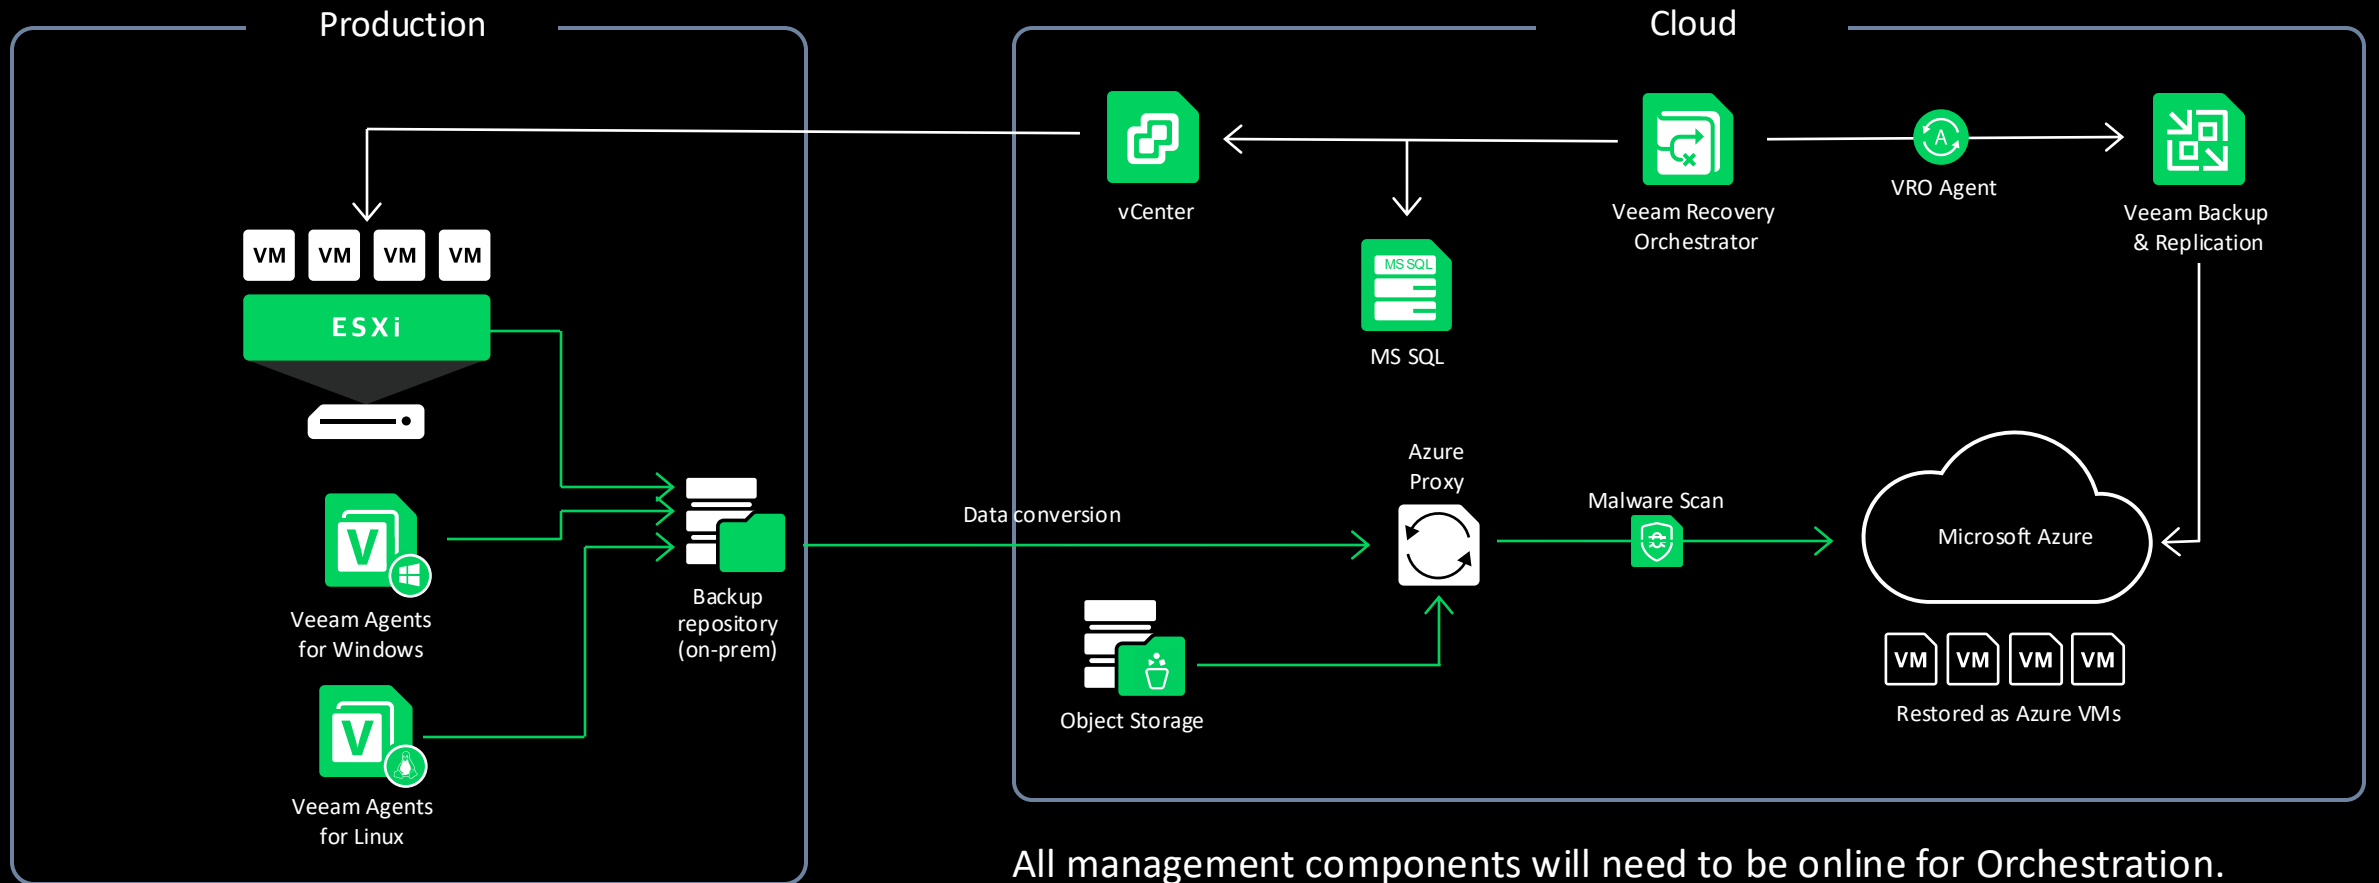 Production
Cloud
VM VM VM VM
ESXi
Veeam Agents
for Windows
Veeam Agents
for Linux
Backup
repository
(on-prem)
Data conversion
vCenter
MS SQL
MS SQL
Veeam Recovery
Orchestrator
A
VRO Agent
Veeam Backup
& Replication
Azure
Proxy
Malware Scan
Microsoft Azure
Object Storage
VM VM VM VM
Restored as Azure VMs
V
V
All management components will need to be online for Orchestration.